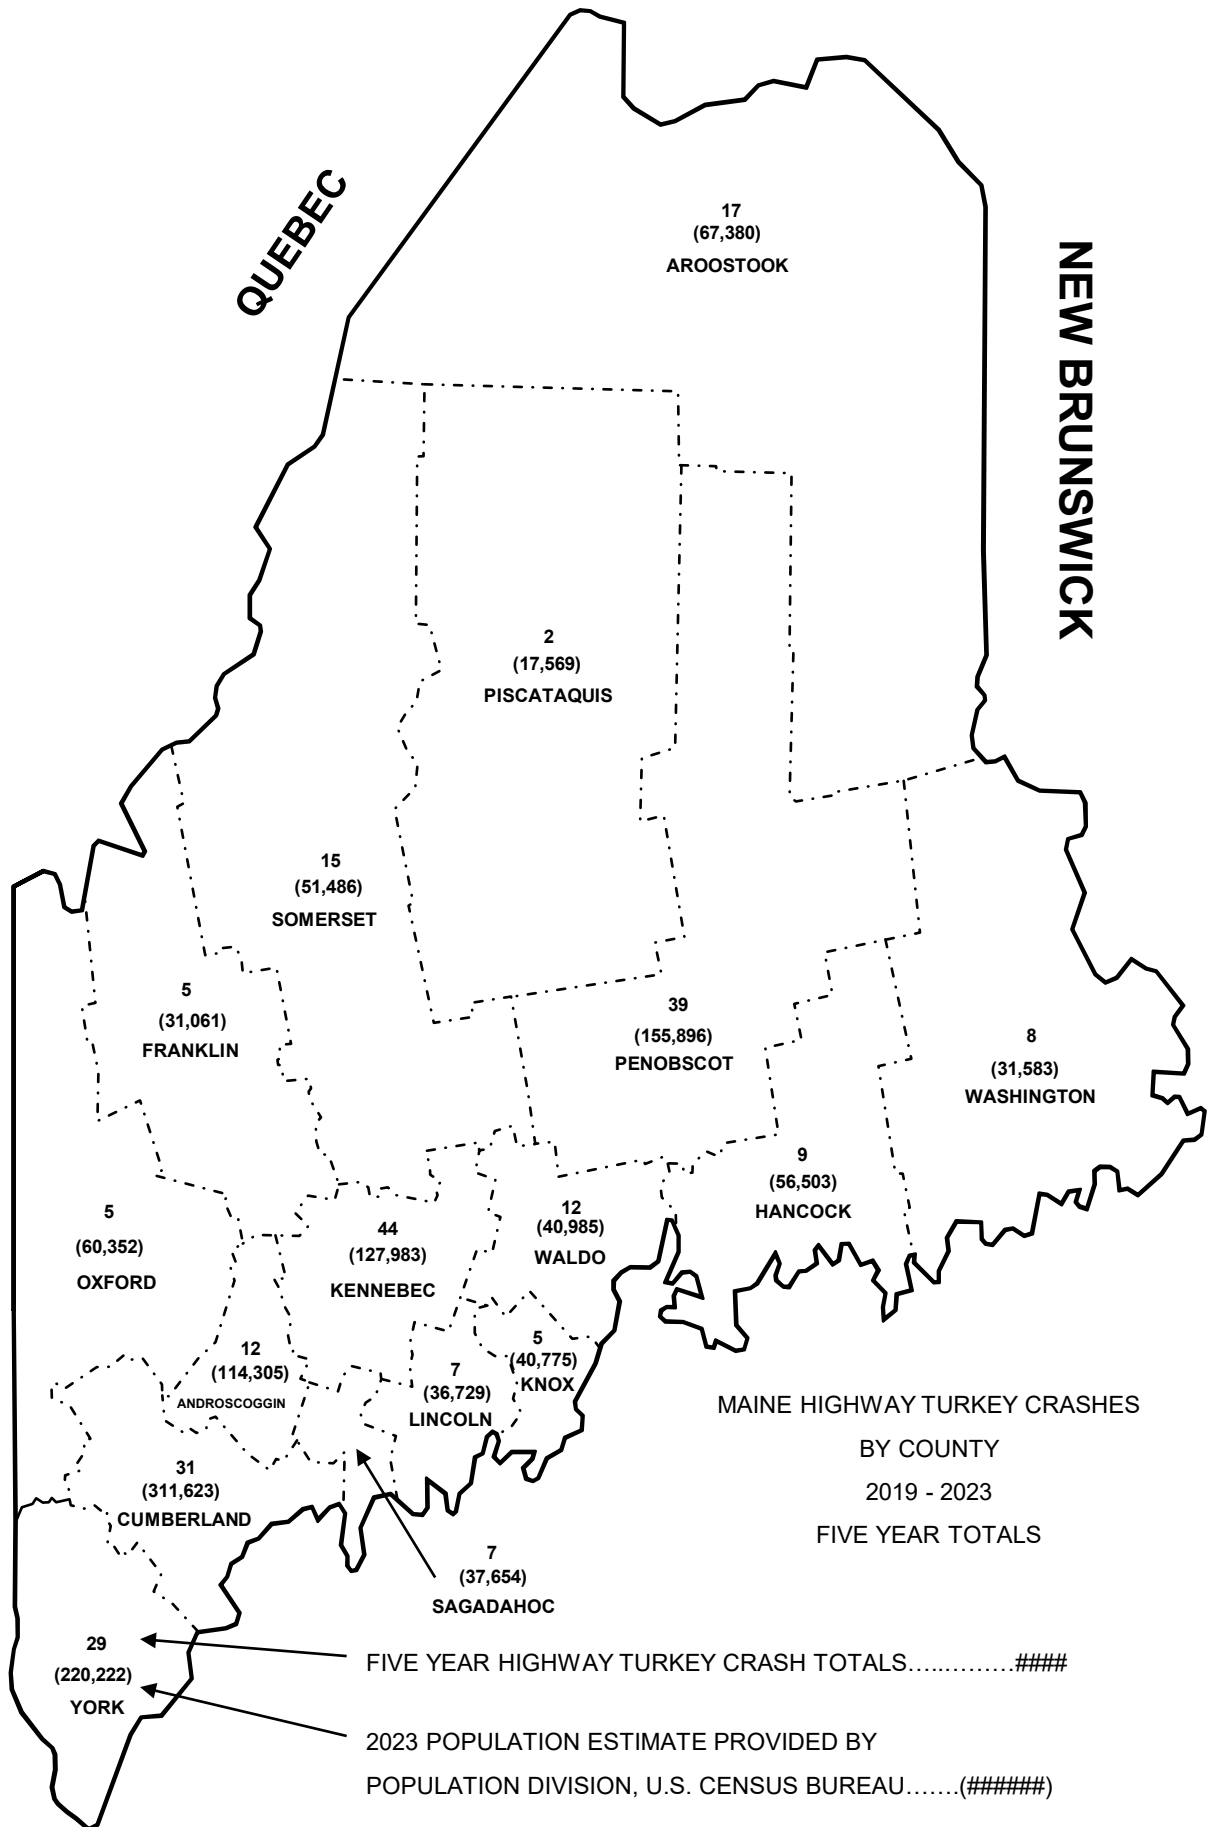 QUEBEC
NEW BRUNSWICK
17
(67,380)
AROOSTOOK
2
(17,569)
PISCATAQUIS
15
(51,486)
SOMERSET
5
(31,061)
FRANKLIN
39
(155,896)
PENOBSCOT
8
(31,583)
WASHINGTON
9
(56,503)
HANCOCK
5
(60,352)
OXFORD
44
(127,983)
KENNEBEC
12
(40,985)
WALDO
12
(114,305)
ANDROSCOGGIN
7
(36,729)
LINCOLN
5
(40,775)
KNOX
31
(311,623)
CUMBERLAND
7
(37,654)
SAGADAHOC
29
(220,222)
YORK
MAINE HIGHWAY TURKEY CRASHES
BY COUNTY
2019 - 2023
FIVE YEAR TOTALS
FIVE YEAR HIGHWAY TURKEY CRASH TOTALS…..………####
2023 POPULATION ESTIMATE PROVIDED BY
POPULATION DIVISION, U.S. CENSUS BUREAU…….(######)